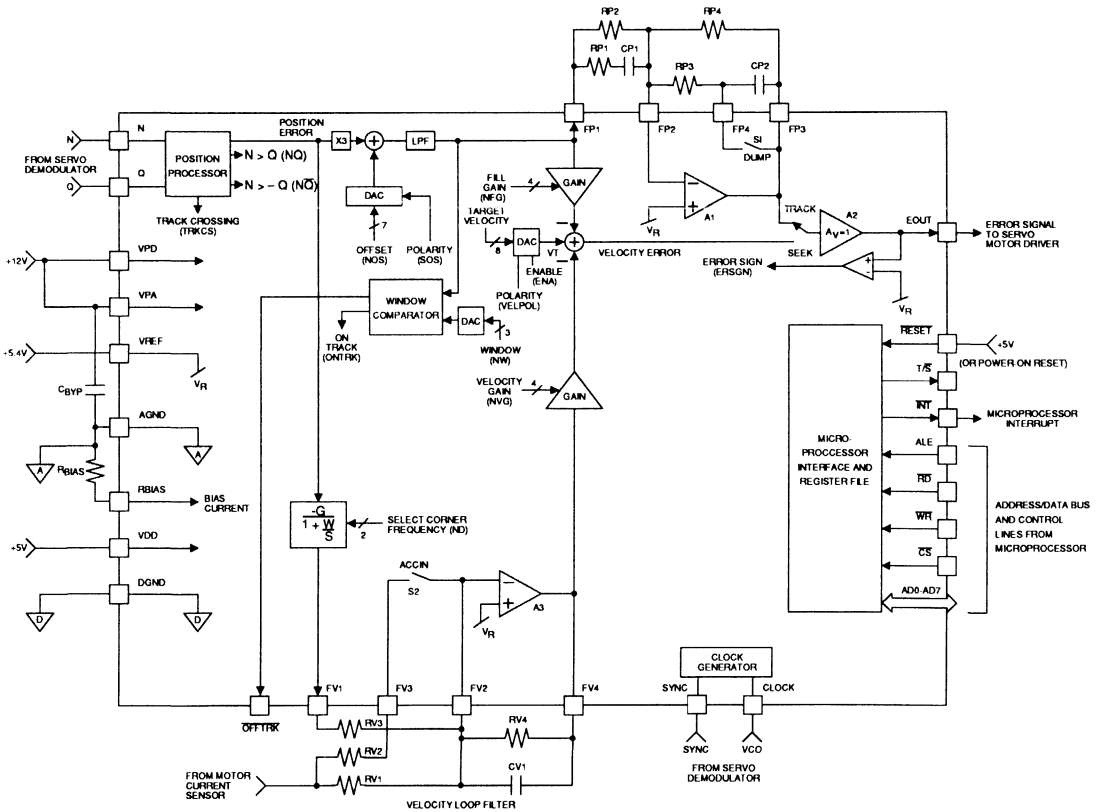 RP2
RP4
RP1
CP1
RP3
CP2
FP1
FP2
FP4
FP3
SI
DUMP
N
N
FROM SERVO
DEMODULATOR
Q
Q
POSITION
PROCESSOR
N > Q (NQ)
N > - Q (NQ̅)
TRACK CROSSING
(TRKCS)
POSITION
ERROR
X3
+
LPF
DAC
7
OFFSET
(NOS)
POLARITY
(SOS)
FILL
GAIN
(NFG)
4
GAIN
TARGET
VELOCITY
8
DAC
VT
−
+
−
ENABLE
(ENA)
POLARITY
(VELPOL)
VELOCITY ERROR
−
+
A1
VR
TRACK
SEEK
A2
AV=1
EOUT
ERROR SIGNAL
TO SERVO
MOTOR DRIVER
ERROR SIGN
(ERSGN)
+
-
VR
+12V
VPD
VPA
+5.4V
VREF
VR
CBYP
AGND
A
A
RBIAS
RBIAS
BIAS
CURRENT
+5V
VDD
DGND
D
D
WINDOW
COMPARATOR
DAC
3
WINDOW
(NW)
ON
TRACK
(ONTRK)
VELOCITY
GAIN
(NVG)
4
GAIN
-G
1 + W
S
2
SELECT CORNER
FREQUENCY (ND)
ACCIN
S2
−
+
A3
VR
MICRO-
PROCCESSOR
INTERFACE AND
REGISTER FILE
R̅E̅S̅E̅T̅
+5V
(OR POWER ON RESET)
T/S̅
I̅N̅T̅
MICROPROCESSOR
INTERRUPT
ALE
R̅D̅
W̅R̅
C̅S̅
AD0-AD7
ADDRESS/DATA BUS
AND CONTROL
LINES FROM
MICROPROCESSOR
CLOCK
GENERATOR
SYNC
CLOCK
SYNC
VCO
FROM SERVO
DEMODULATOR
O̅F̅F̅T̅R̅K̅
FV1
FV3
FV2
FV4
RV3
RV2
RV1
RV4
CV1
FROM MOTOR
CURRENT
SENSOR
VELOCITY LOOP FILTER